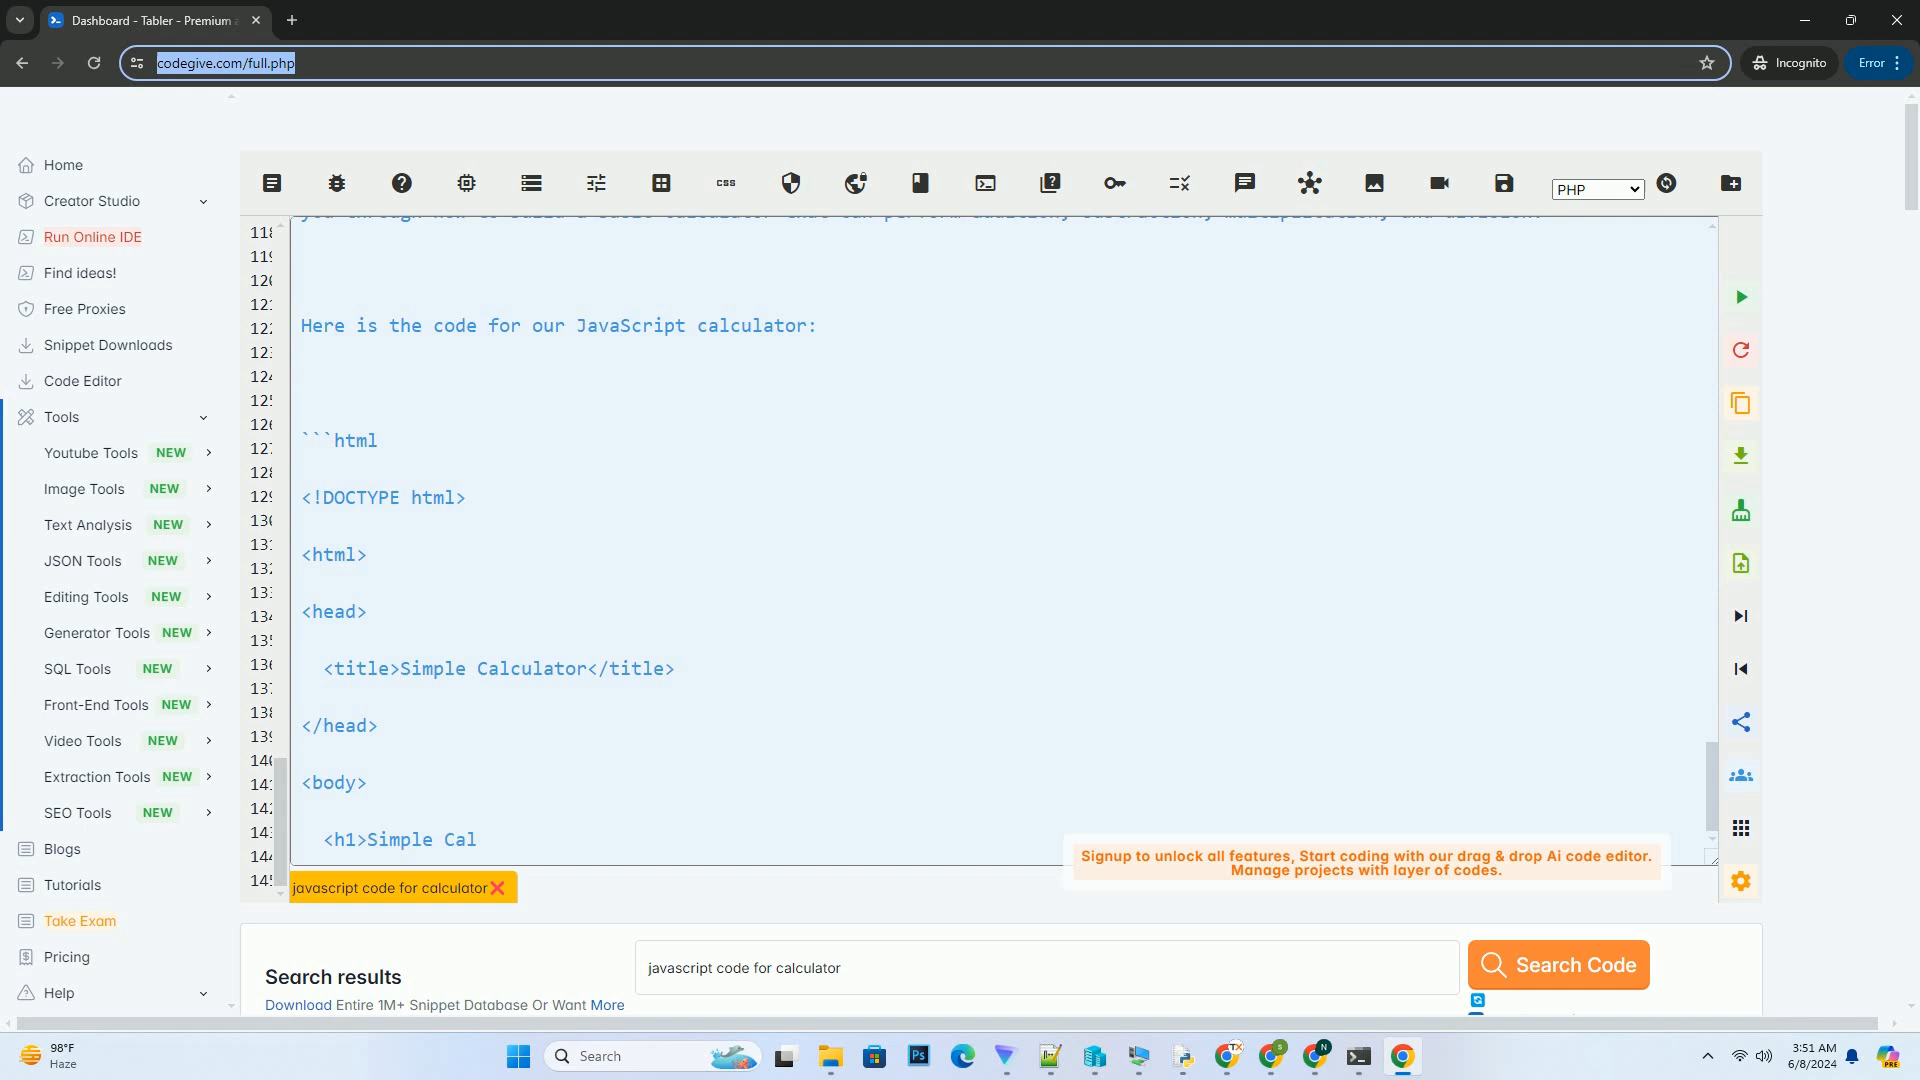 Dashboard - Tabler - Premium
codegive.com/full.php
Incognito
Error
Home
Creator Studio
Run Online IDE
Find ideas!
Free Proxies
Snippet Downloads
Code Editor
Tools
Youtube Tools NEW
Image Tools NEW
Text Analysis NEW
JSON Tools NEW
Editing Tools NEW
Generator Tools NEW
SQL Tools NEW
Front-End Tools NEW
Video Tools NEW
Extraction Tools NEW
SEO Tools NEW
Blogs
Tutorials
Take Exam
Pricing
Help
css
PHP
Here is the code for our JavaScript calculator:
```html
<!DOCTYPE html>
<html>
<head>
<title>Simple Calculator</title>
</head>
<body>
<h1>Simple Cal
Signup to unlock all features, Start coding with our drag & drop Ai code editor.
Manage projects with layer of codes.
javascript code for calculator
Search results
Download Entire 1M+ Snippet Database Or Want More
javascript code for calculator
Search Code
98°F
Haze
Search
3:51 AM
6/8/2024